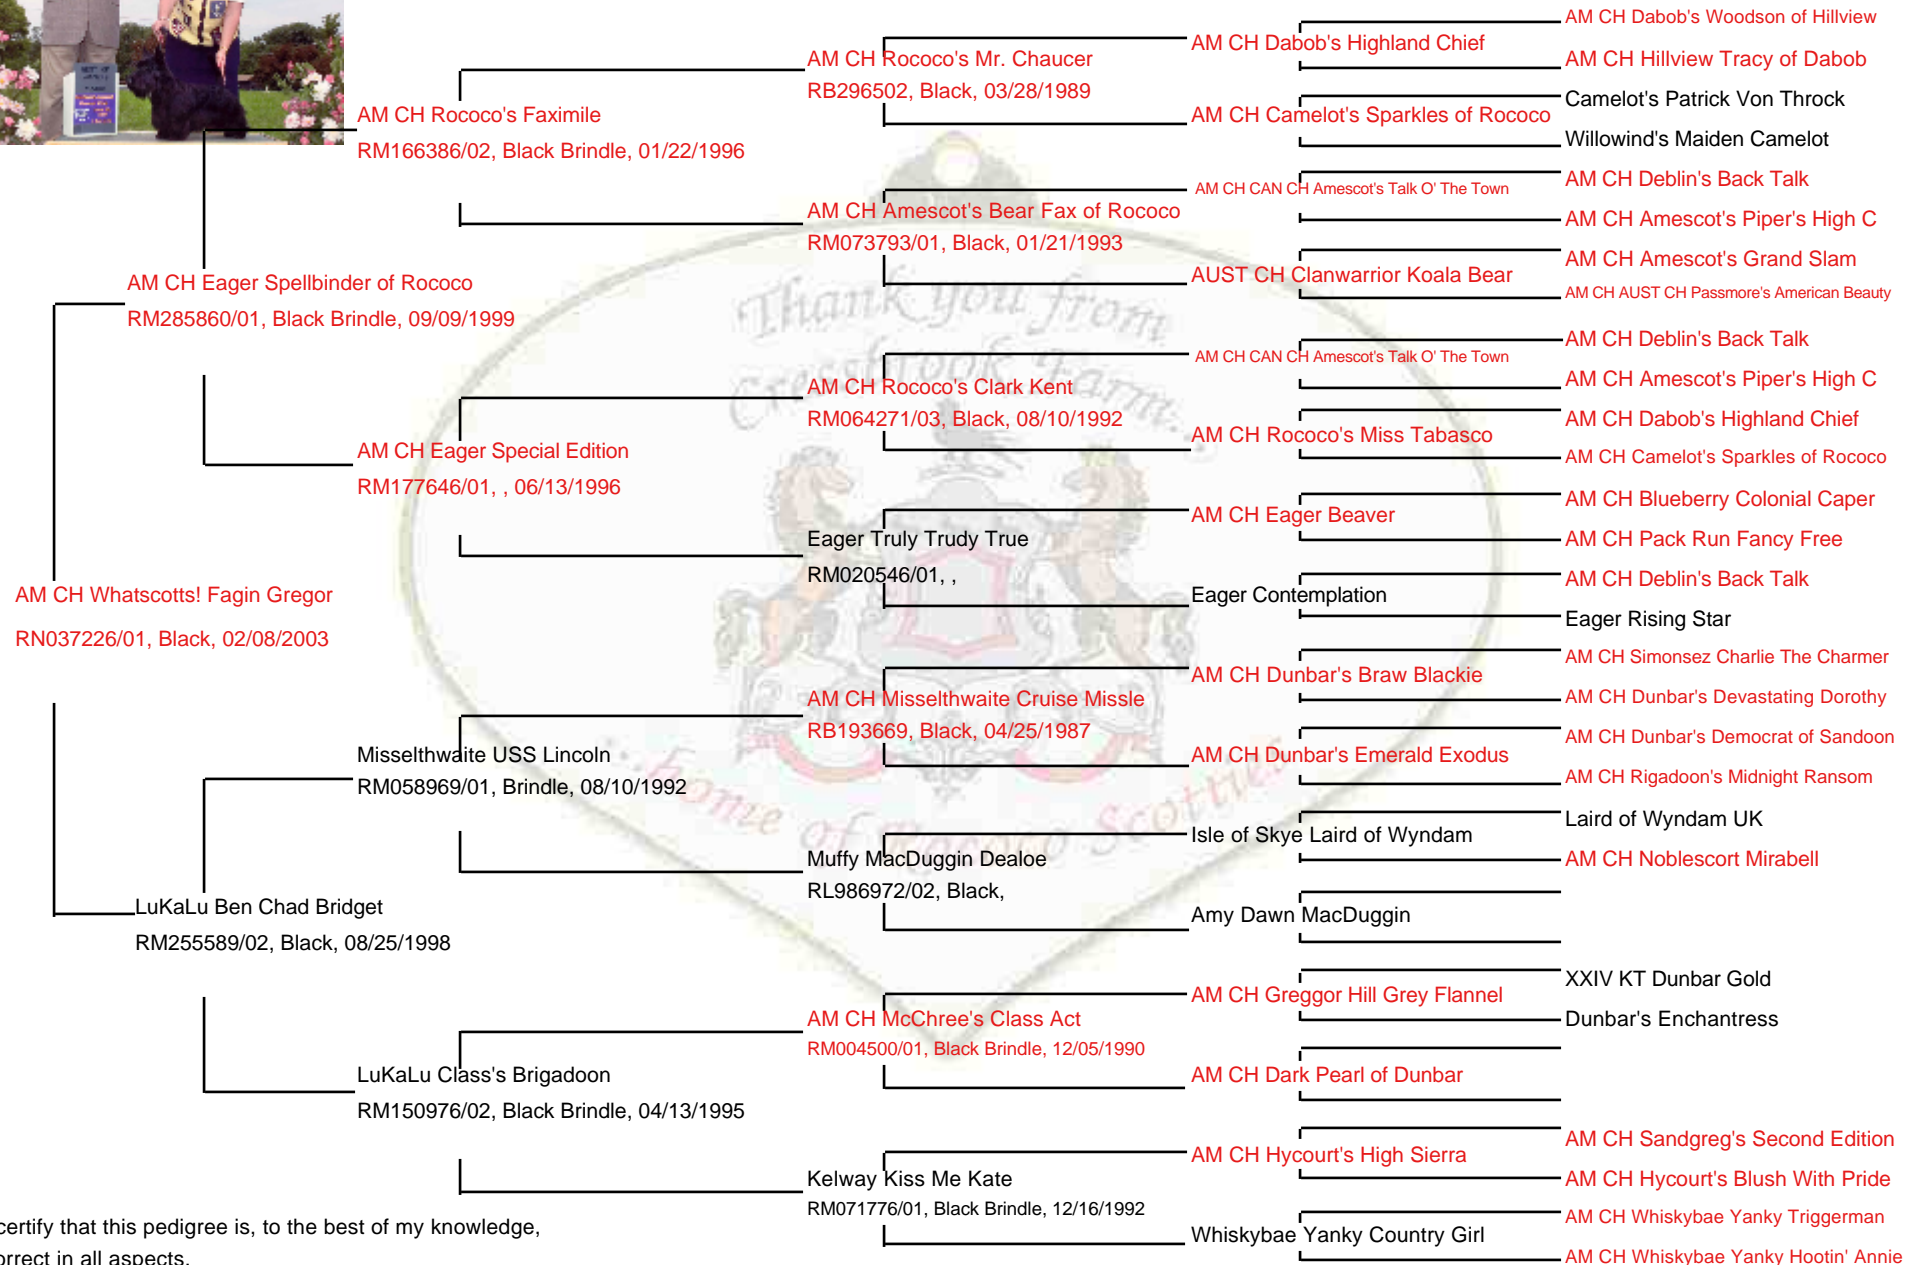 AM CH Whatscotts! Fagin Gregor
RN037226/01, Black, 02/08/2003
AM CH Eager Spellbinder of Rococo
RM285860/01, Black Brindle, 09/09/1999
LuKaLu Ben Chad Bridget
RM255589/02, Black, 08/25/1998
AM CH Rococo's Faximile
RM166386/02, Black Brindle, 01/22/1996
AM CH Eager Special Edition
RM177646/01, , 06/13/1996
Misselthwaite USS Lincoln
RM058969/01, Brindle, 08/10/1992
LuKaLu Class's Brigadoon
RM150976/02, Black Brindle, 04/13/1995
AM CH Rococo's Mr. Chaucer
RB296502, Black, 03/28/1989
AM CH Amescot's Bear Fax of Rococo
RM073793/01, Black, 01/21/1993
AM CH Rococo's Clark Kent
RM064271/03, Black, 08/10/1992
Eager Truly Trudy True
RM020546/01, ,
AM CH Misselthwaite Cruise Missle
RB193669, Black, 04/25/1987
Muffy MacDuggin Dealoe
RL986972/02, Black,
AM CH McChree's Class Act
RM004500/01, Black Brindle, 12/05/1990
Kelway Kiss Me Kate
RM071776/01, Black Brindle, 12/16/1992
AM CH Dabob's Highland Chief
AM CH Camelot's Sparkles of Rococo
AM CH CAN CH Amescot's Talk O' The Town
AUST CH Clanwarrior Koala Bear
AM CH CAN CH Amescot's Talk O' The Town
AM CH Rococo's Miss Tabasco
AM CH Eager Beaver
Eager Contemplation
AM CH Dunbar's Braw Blackie
AM CH Dunbar's Emerald Exodus
Isle of Skye Laird of Wyndam
Amy Dawn MacDuggin
AM CH Greggor Hill Grey Flannel
AM CH Dark Pearl of Dunbar
AM CH Hycourt's High Sierra
Whiskybae Yanky Country Girl
AM CH Dabob's Woodson of Hillview
AM CH Hillview Tracy of Dabob
Camelot's Patrick Von Throck
Willowind's Maiden Camelot
AM CH Deblin's Back Talk
AM CH Amescot's Piper's High C
AM CH Amescot's Grand Slam
AM CH AUST CH Passmore's American Beauty
AM CH Deblin's Back Talk
AM CH Amescot's Piper's High C
AM CH Dabob's Highland Chief
AM CH Camelot's Sparkles of Rococo
AM CH Blueberry Colonial Caper
AM CH Pack Run Fancy Free
AM CH Deblin's Back Talk
Eager Rising Star
AM CH Simonsez Charlie The Charmer
AM CH Dunbar's Devastating Dorothy
AM CH Dunbar's Democrat of Sandoon
AM CH Rigadoon's Midnight Ransom
Laird of Wyndam UK
AM CH Noblescort Mirabell
XXIV KT Dunbar Gold
Dunbar's Enchantress
AM CH Sandgreg's Second Edition
AM CH Hycourt's Blush With Pride
AM CH Whiskybae Yanky Triggerman
AM CH Whiskybae Yanky Hootin' Annie
Thank you from
Cressbrook Farm...
...home of Rococo Scotties
certify that this pedigree is, to the best of my knowledge,
orrect in all aspects.